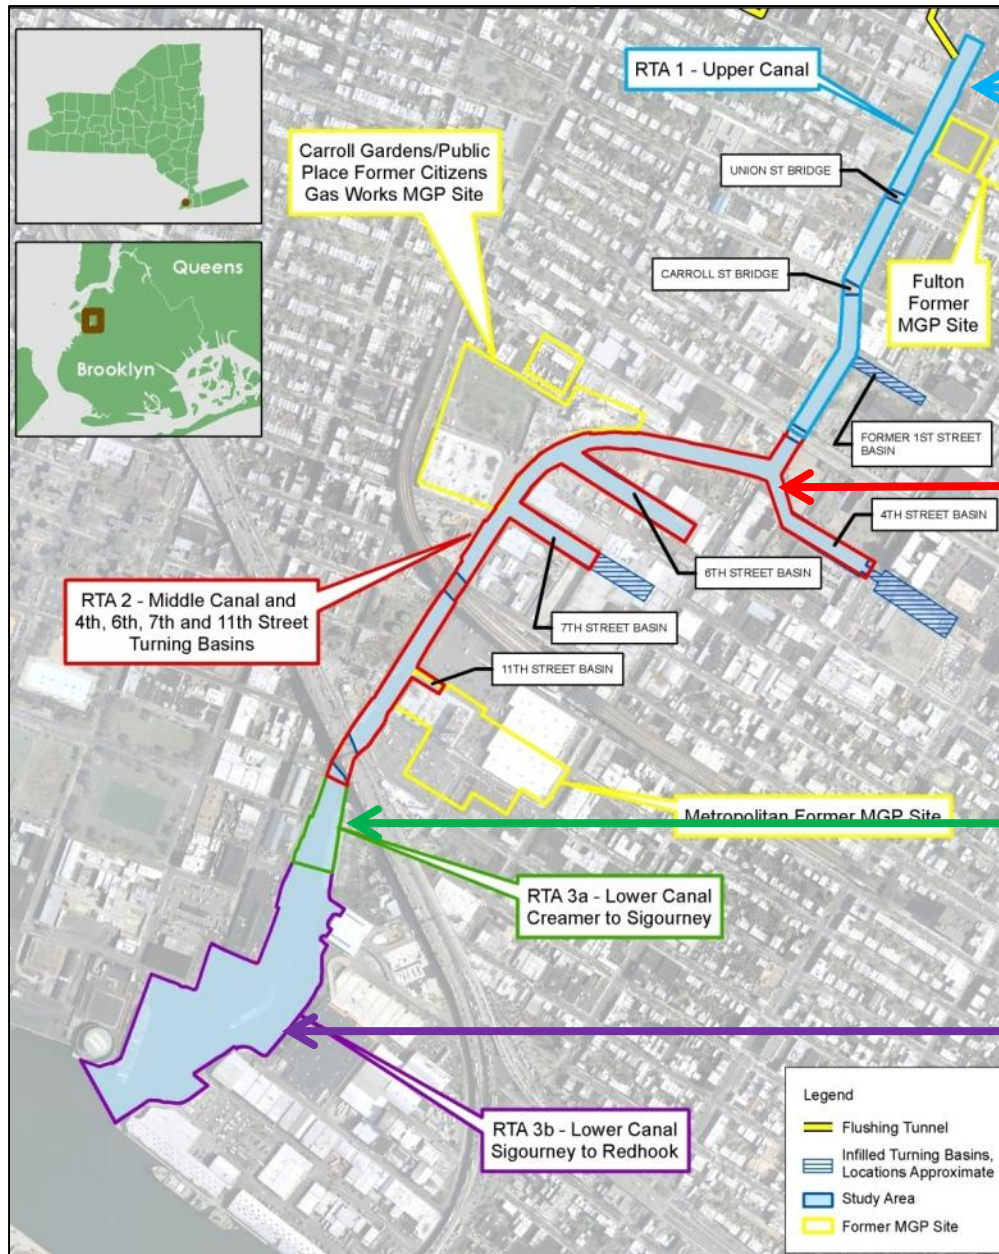 RTA 1 - Upper Canal
Carroll Gardens/Public
Place Former Citizens
Gas Works MGP Site
UNION ST BRIDGE
Queens
CARROLL ST BRIDGE
Fulton
Former
MGP Site
Brooklyn
FORMER 1ST STREET
BASIN
4TH STREET BASIN
6TH STREET BASIN
RTA 2 - Middle Canal and
4th, 6th, 7th and 11th Street
Turning Basins
7TH STREET BASIN
11TH STREET BASIN
Metropolitan Former MGP Site
RTA 3a - Lower Canal
Creamer to Sigourney
RTA 3b - Lower Canal
Sigourney to Redhook
Legend
Flushing Tunnel
Infilled Turning Basins,
Locations Approximate
Study Area
Former MGP Site